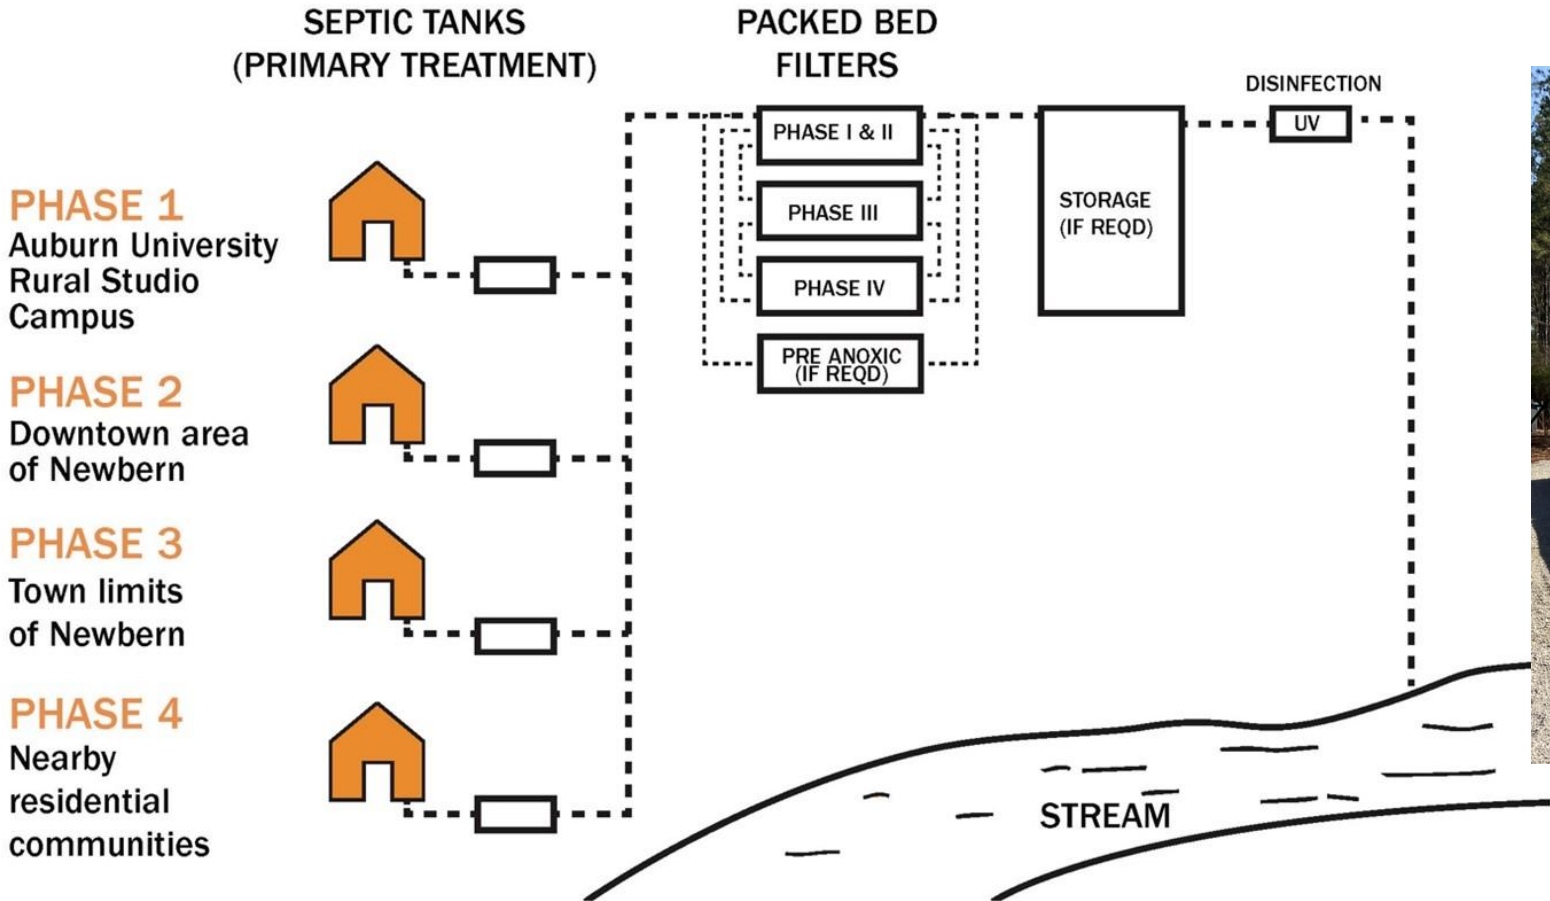 SEPTIC TANKS
(PRIMARY TREATMENT)
PACKED BED
FILTERS
DISINFECTION
UV
PHASE I & II
PHASE III
PHASE IV
PRE ANOXIC
(IF REQD)
STORAGE
(IF REQD)
PHASE 1
Auburn University
Rural Studio
Campus
PHASE 2
Downtown area
of Newbern
PHASE 3
Town limits
of Newbern
PHASE 4
Nearby
residential
communities
STREAM